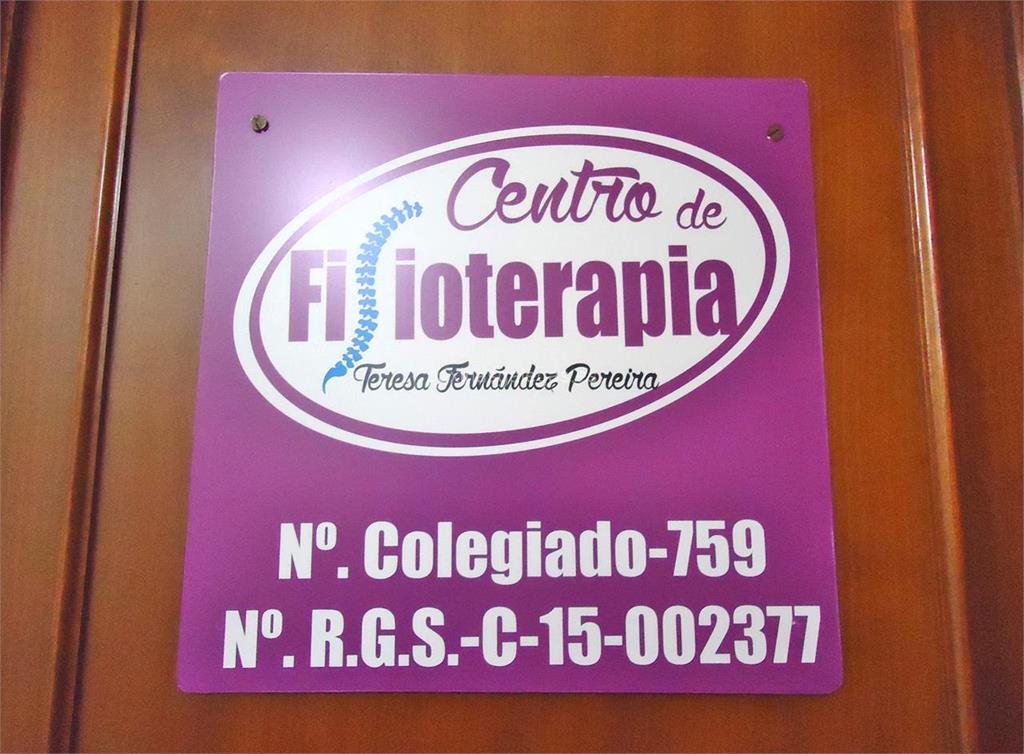 Centro de
Fisioterapia
Teresa Fernández Pereira
Nº. Colegiado-759
Nº. R.G.S.-C-15-002377